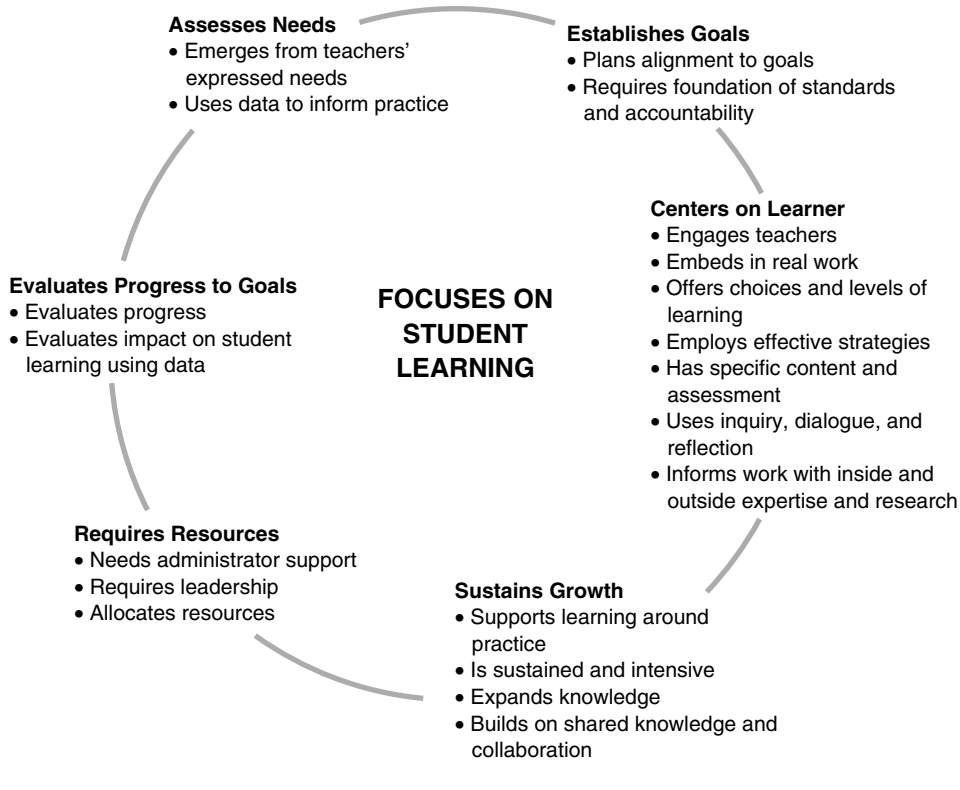 Assesses Needs
• Emerges from teachers’
expressed needs
• Uses data to inform practice
Establishes Goals
• Plans alignment to goals
• Requires foundation of standards
and accountability
Centers on Learner
• Engages teachers
• Embeds in real work
• Offers choices and levels of
learning
• Employs effective strategies
• Has specific content and
assessment
• Uses inquiry, dialogue, and
reflection
• Informs work with inside and
outside expertise and research
Sustains Growth
• Supports learning around
practice
• Is sustained and intensive
• Expands knowledge
• Builds on shared knowledge and
collaboration
Requires Resources
• Needs administrator support
• Requires leadership
• Allocates resources
Evaluates Progress to Goals
• Evaluates progress
• Evaluates impact on student
learning using data
FOCUSES ON
STUDENT
LEARNING